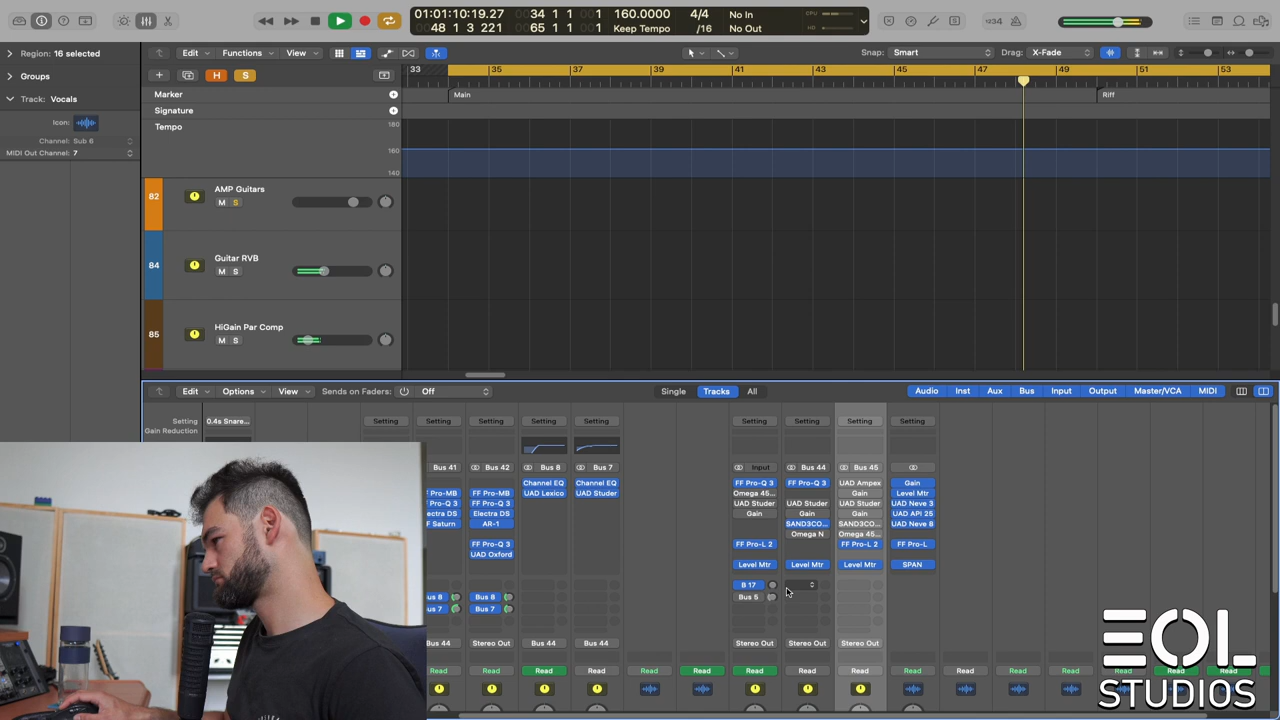 Region: 16 selected
Groups
Track: Vocals
Icon:
Channel: Sub 6
MIDI Out Channel: 7
01:01:10:19.27
48 1 3 221
34 1 1 1
65 1 1 1
160.0000
Keep Tempo
4/4
/16
No In
No Out
CPU
HD
1234
Edit Functions View
Snap: Smart Drag: X-Fade
H S
33 35 37 39 41 43 45 47 49 51 53
Marker Main Riff
Signature
Tempo
180
160
140
82 AMP Guitars
M S
84 Guitar RVB
M S
85 HiGain Par Comp
M S
Edit Options View Sends on Faders: Off
Single Tracks All
Audio Inst Aux Bus Input Output Master/VCA MIDI
Setting 0.4s Snare... Setting Setting Setting Setting Setting Setting Setting Setting Setting
Gain Reduction
Bus 41 Bus 42 Bus 8 Bus 7 Input Bus 44 Bus 45
Channel EQ Channel EQ FF Pro-Q 3 FF Pro-Q 3 UAD Ampex Gain
Pro-MB FF Pro-MB UAD Lexico UAD Studer Omega 45... Gain Level Mtr
Pro-Q 3 FF Pro-Q 3 UAD Studer UAD Studer UAD Studer UAD Neve 3
Electra DS Electra DS Gain Gain Gain UAD API 25
Saturn AR-1 SAND3CO... SAND3CO... UAD Neve 8
Omega N Omega 45...
FF Pro-Q 3 FF Pro-L 2 FF Pro-L 2 FF Pro-L
UAD Oxford
Level Mtr Level Mtr Level Mtr SPAN
B 17
us 8 Bus 8 Bus 5
us 7 Bus 7
Bus 44 Stereo Out Bus 44 Bus 44 Stereo Out Stereo Out Stereo Out
Read Read Read Read Read Read Read Read Read Read Read Read Read Read Read Read
EOL
STUDIOS